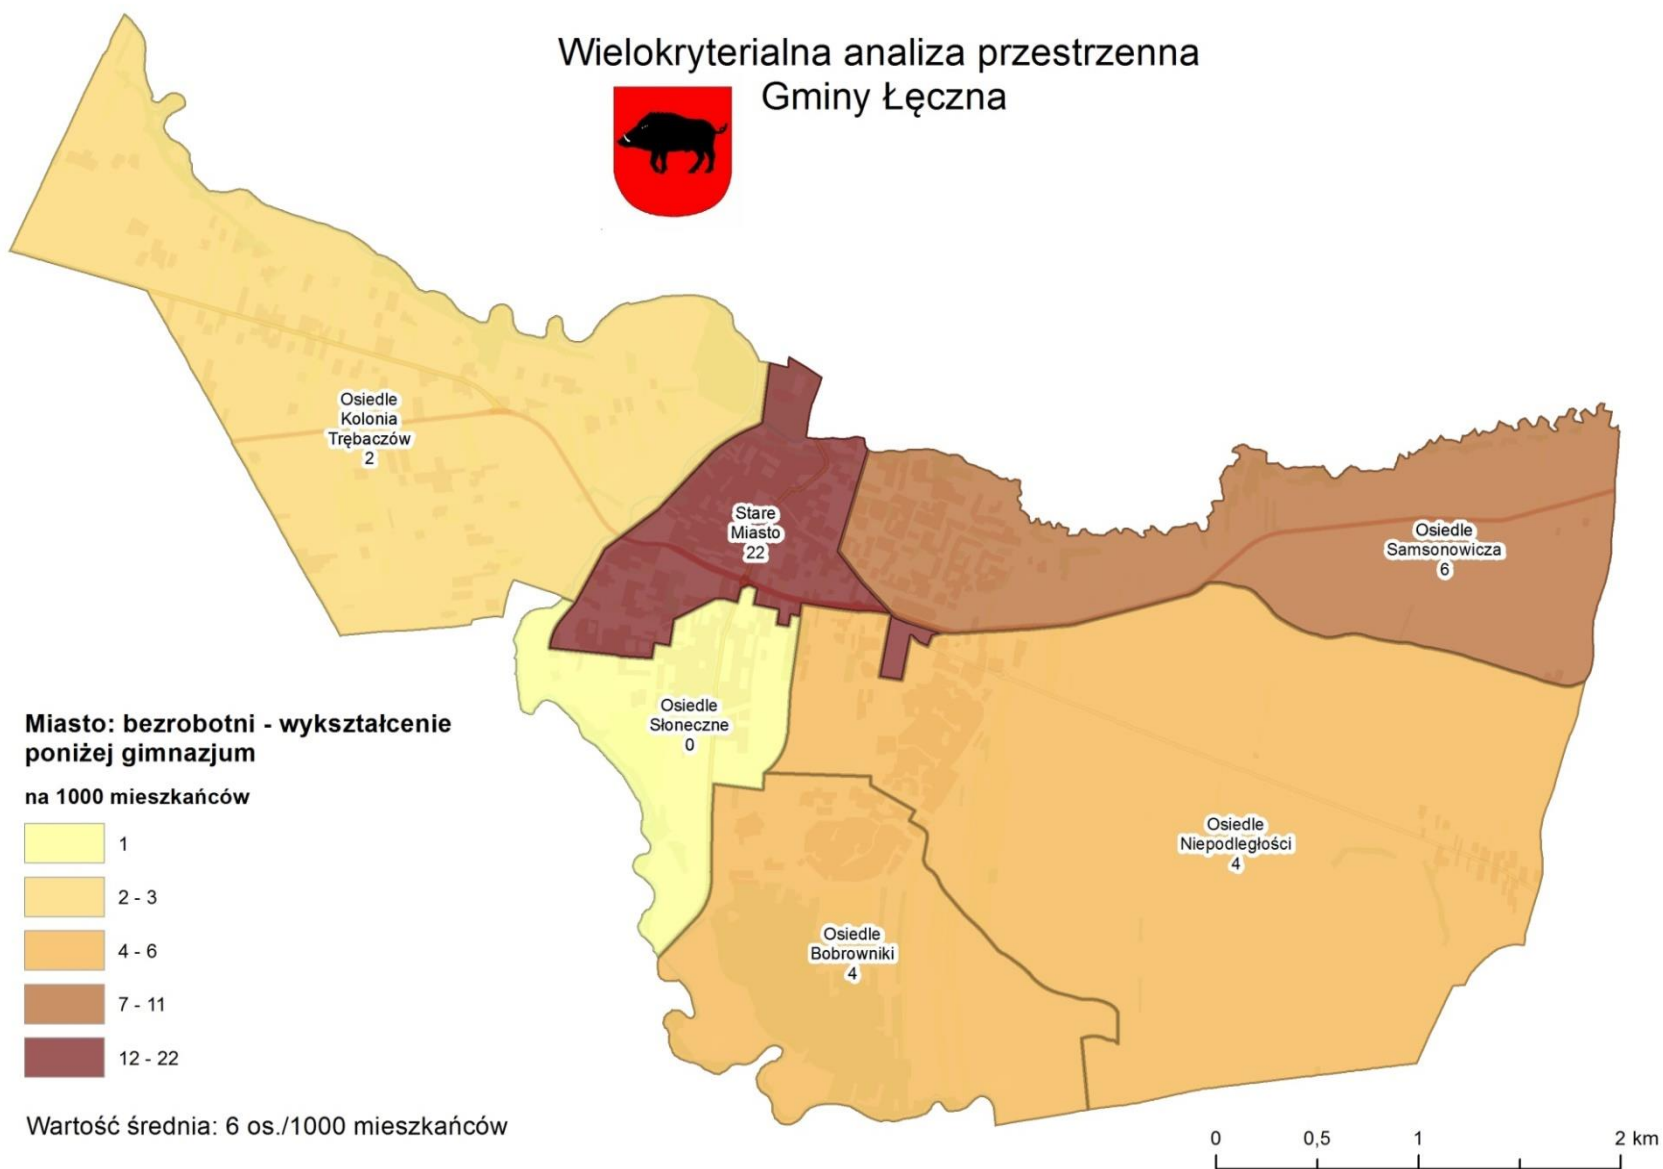 Wielokryterialna analiza przestrzenna
Gminy Łęczna
Osiedle
Kolonia
Trębaczów
2
Stare
Miasto
22
Osiedle
Samsonowicza
6
Osiedle
Słoneczne
0
Osiedle
Niepodległości
4
Osiedle
Bobrowniki
4
Miasto: bezrobotni - wykształcenie
poniżej gimnazjum
na 1000 mieszkańców
1
2 - 3
4 - 6
7 - 11
12 - 22
Wartość średnia: 6 os./1000 mieszkańców
0 0,5 1 2 km